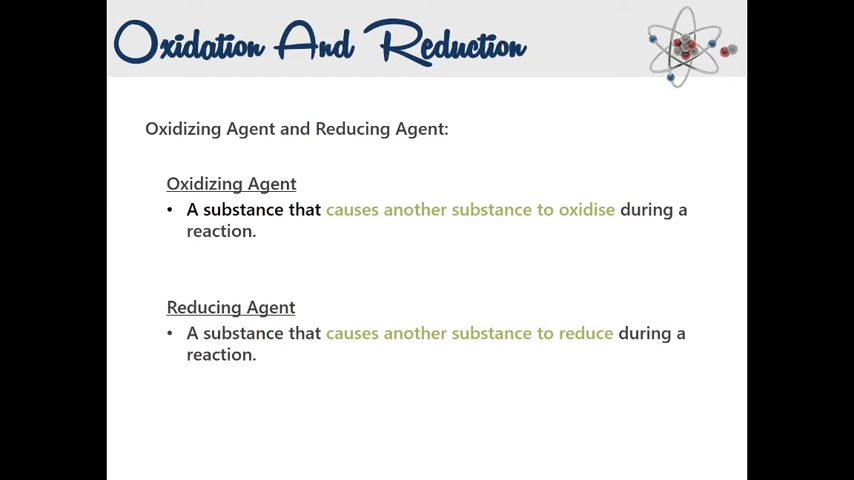 Oxidation And Reduction
Oxidizing Agent and Reducing Agent:
Oxidizing Agent
• A substance that causes another substance to oxidise during a
reaction.
Reducing Agent
• A substance that causes another substance to reduce during a
reaction.